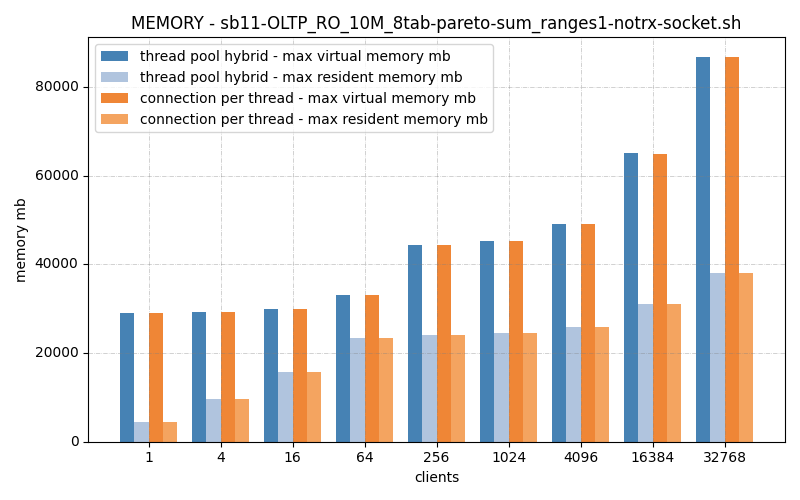 MEMORY - sb11-OLTP_RO_10M_8tab-pareto-sum_ranges1-notrx-socket.sh
thread pool hybrid - max virtual memory mb
thread pool hybrid - max resident memory mb
connection per thread - max virtual memory mb
connection per thread - max resident memory mb
80000
60000
40000
20000
0
memory mb
1 4 16 64 256 1024 4096 16384 32768
clients